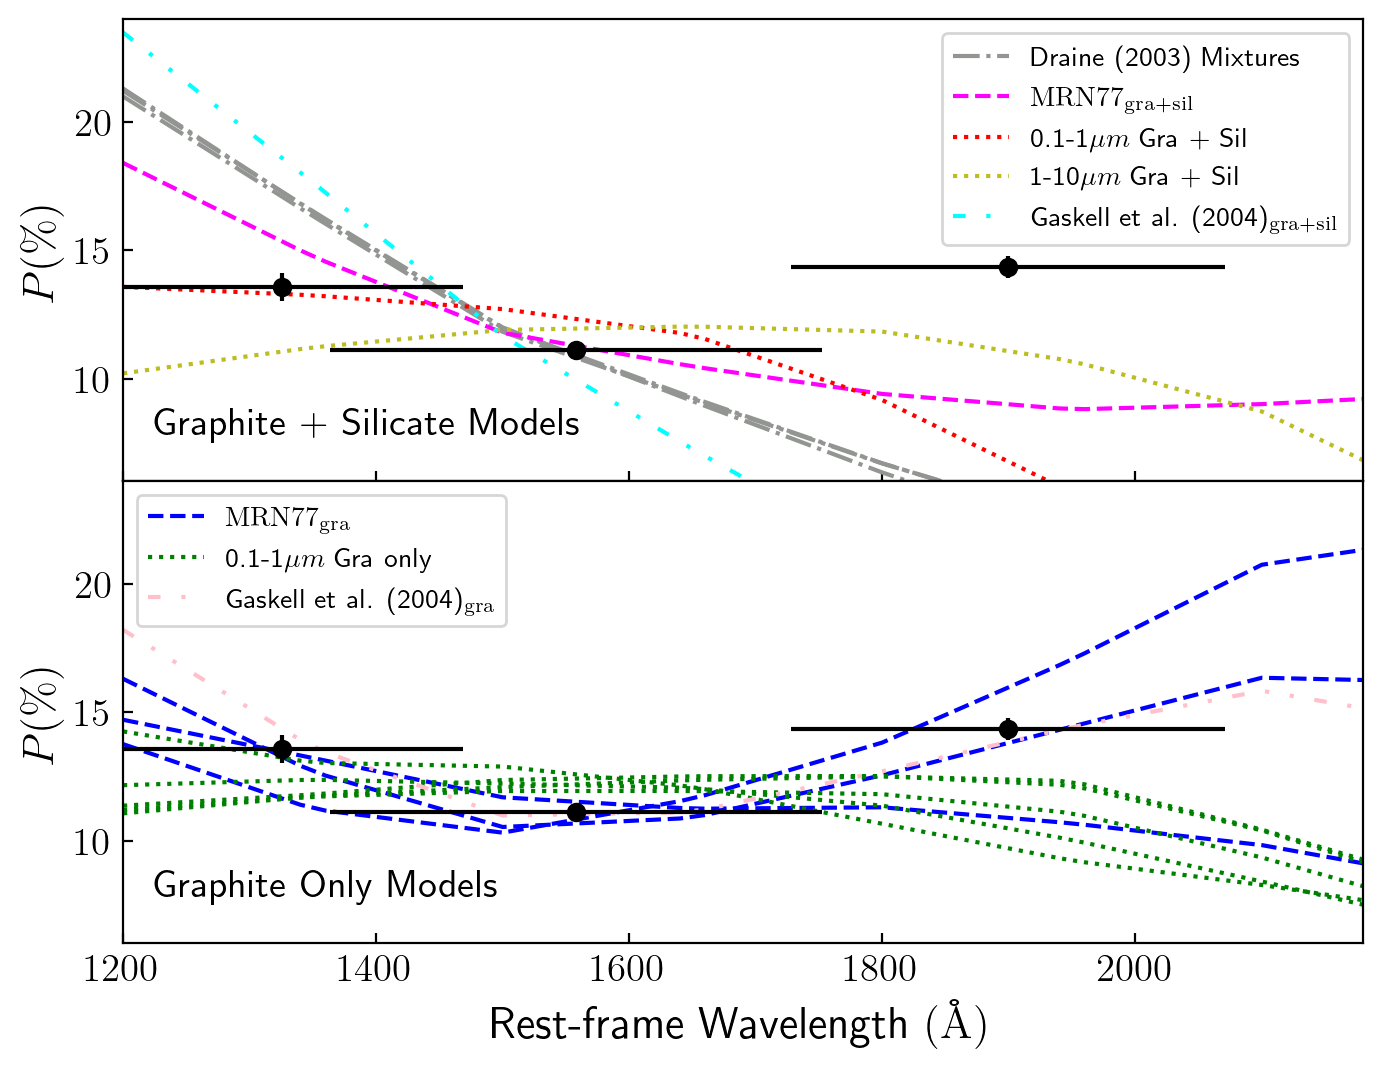 Draine (2003) Mixtures
MRN77gra+sil
0.1-1μm Gra + Sil
1-10μm Gra + Sil
Gaskell et al. (2004)gra+sil
20
15
10
P(%)
Graphite + Silicate Models
MRN77gra
0.1-1μm Gra only
Gaskell et al. (2004)gra
20
15
10
P(%)
Graphite Only Models
1200 1400 1600 1800 2000
Rest-frame Wavelength (Å)